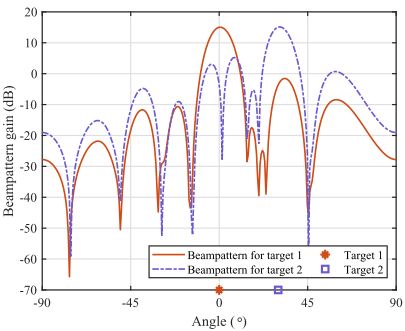 20
10
0
-10
-20
-30
-40
-50
-60
-70
Beampattern gain (dB)
-90 -45 0 45 90
Angle (°)
Beampattern for target 1 Target 1
Beampattern for target 2 Target 2